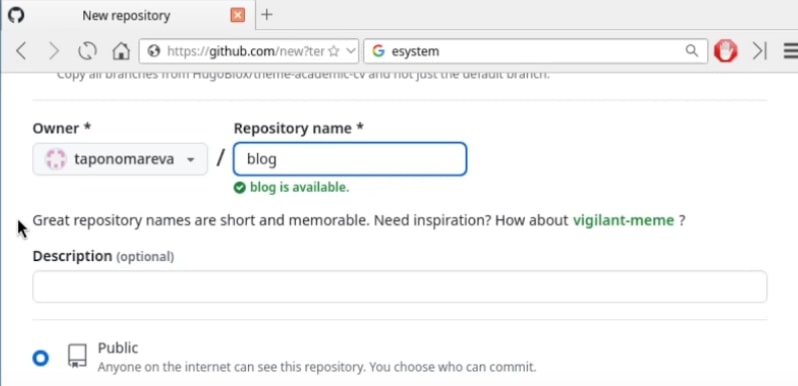 New repository
https://github.com/new?ter
esystem
Copy all branches from HugoBlox/theme-academic-cv and not just the default branch.
Owner * Repository name *
taponomareva / blog
blog is available.
Great repository names are short and memorable. Need inspiration? How about vigilant-meme ?
Description (optional)
Public
Anyone on the internet can see this repository. You choose who can commit.